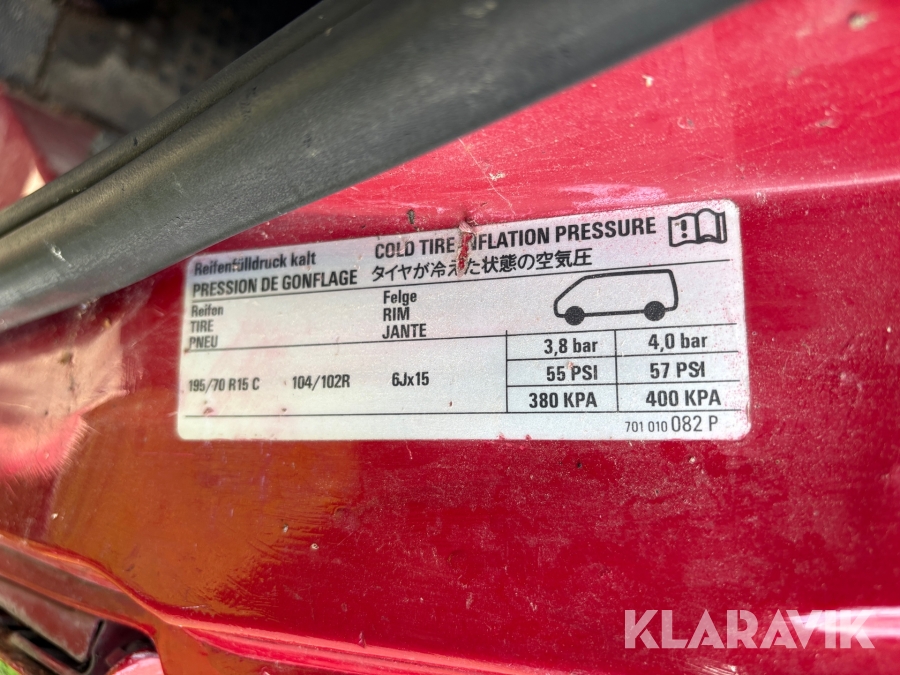 Reifenfülldruck kalt
COLD TIRE INFLATION PRESSURE
PRESSION DE GONFLAGE
タイヤが冷えた状態の空気圧
Reifen
TIRE
PNEU
Felge
RIM
JANTE
3,8 bar 4,0 bar
195/70 R15 C 104/102R 6Jx15 55 PSI 57 PSI
380 KPA 400 KPA
701 010 082 P
KLARAVIK